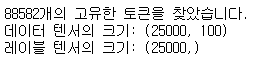 88582개의 고유한 토큰을 찾았습니다.
데이터 텐서의 크기: (25000, 100)
레이블 텐서의 크기: (25000,)